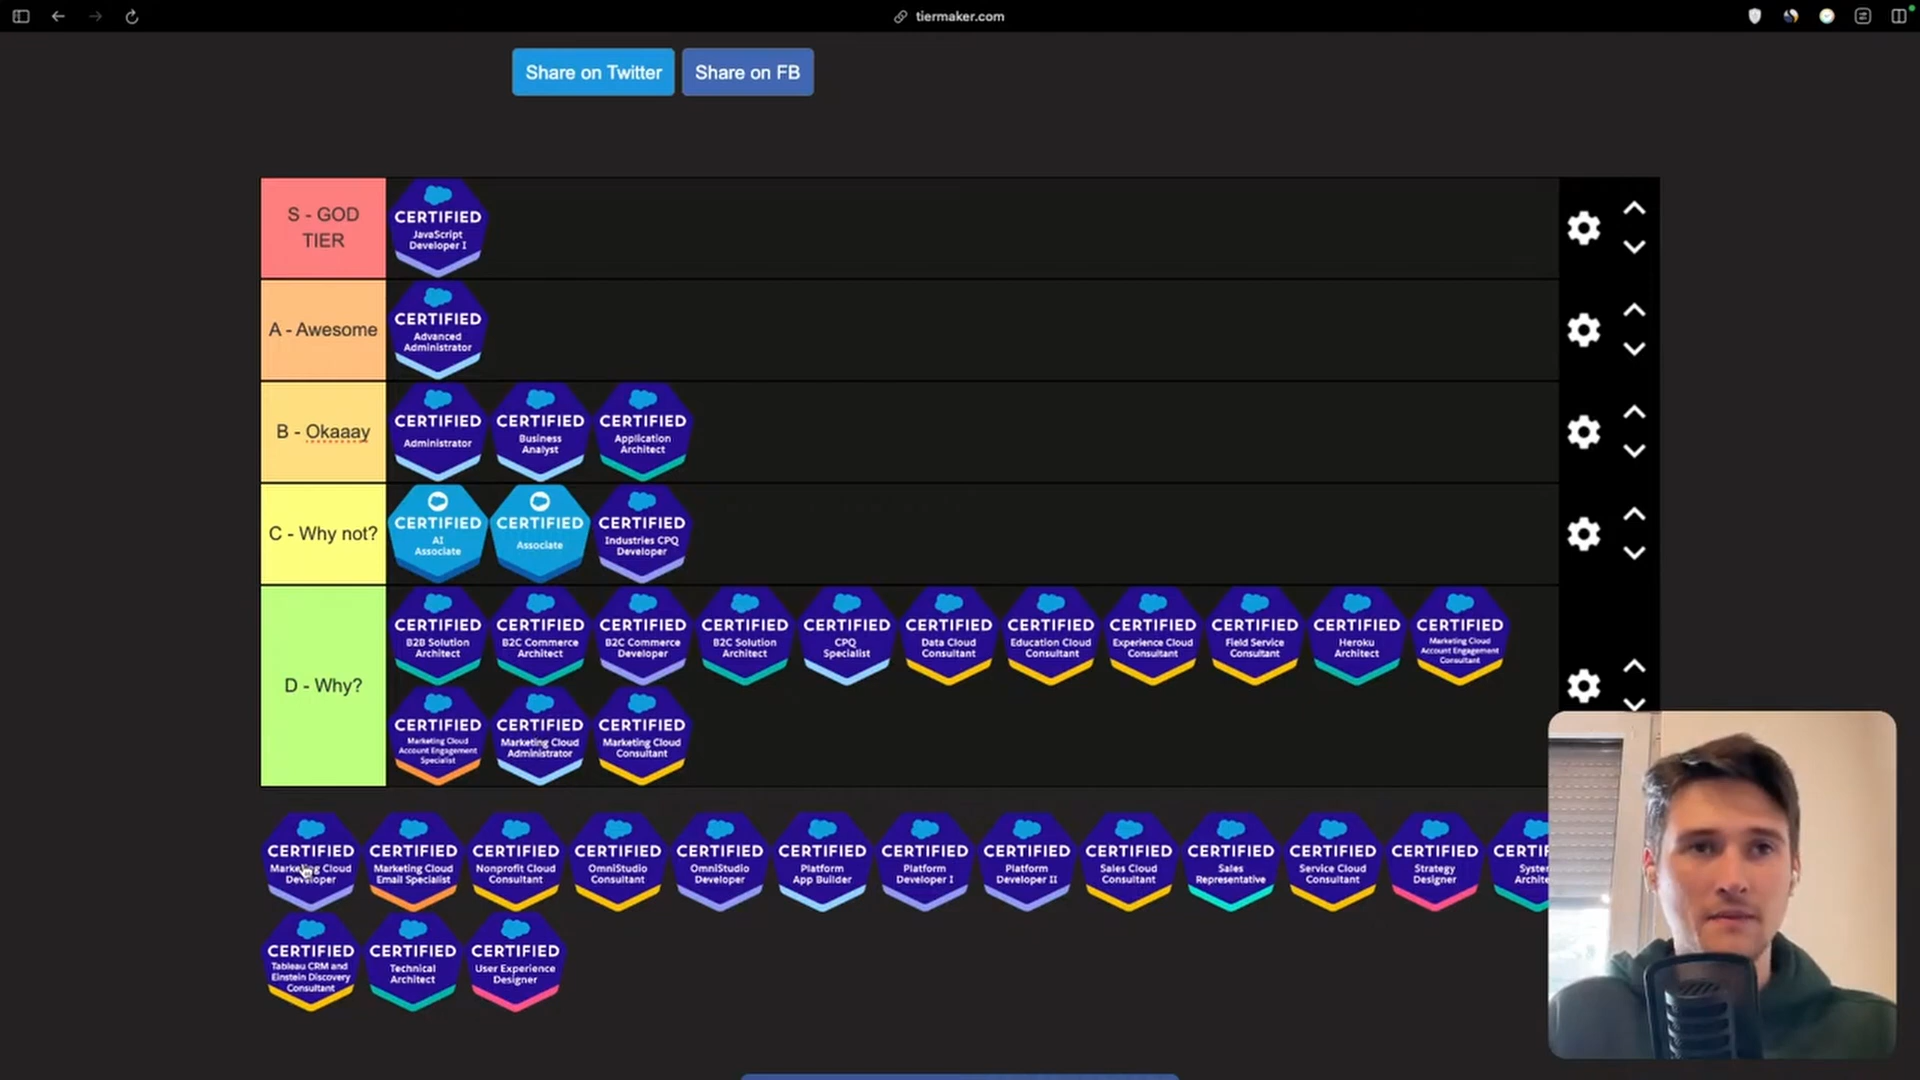 tiermaker.com
Share on Twitter
Share on FB
S - GOD
TIER
CERTIFIED
JavaScript
Developer I
A - Awesome
CERTIFIED
Advanced
Administrator
B - Okaaay
CERTIFIED
Administrator
CERTIFIED
Business
Analyst
CERTIFIED
Application
Architect
C - Why not?
CERTIFIED
AI
Associate
CERTIFIED
Associate
CERTIFIED
Industries CPQ
Developer
D - Why?
CERTIFIED
B2B Solution
Architect
CERTIFIED
B2C Commerce
Architect
CERTIFIED
B2C Commerce
Developer
CERTIFIED
B2C Solution
Architect
CERTIFIED
CPQ
Specialist
CERTIFIED
Data Cloud
Consultant
CERTIFIED
Education Cloud
Consultant
CERTIFIED
Experience Cloud
Consultant
CERTIFIED
Field Service
Consultant
CERTIFIED
Heroku
Architect
CERTIFIED
Marketing Cloud
Account Engagement
Consultant
CERTIFIED
Marketing Cloud
Account Engagement
Specialist
CERTIFIED
Marketing Cloud
Administrator
CERTIFIED
Marketing Cloud
Consultant
CERTIFIED
Marketing Cloud
Developer
CERTIFIED
Marketing Cloud
Email Specialist
CERTIFIED
Nonprofit Cloud
Consultant
CERTIFIED
OmniStudio
Consultant
CERTIFIED
OmniStudio
Developer
CERTIFIED
Platform
App Builder
CERTIFIED
Platform
Developer I
CERTIFIED
Platform
Developer II
CERTIFIED
Sales Cloud
Consultant
CERTIFIED
Sales
Representative
CERTIFIED
Service Cloud
Consultant
CERTIFIED
Strategy
Designer
CERTIFIED
Tableau CRM and
Einstein Discovery
Consultant
CERTIFIED
Technical
Architect
CERTIFIED
User Experience
Designer